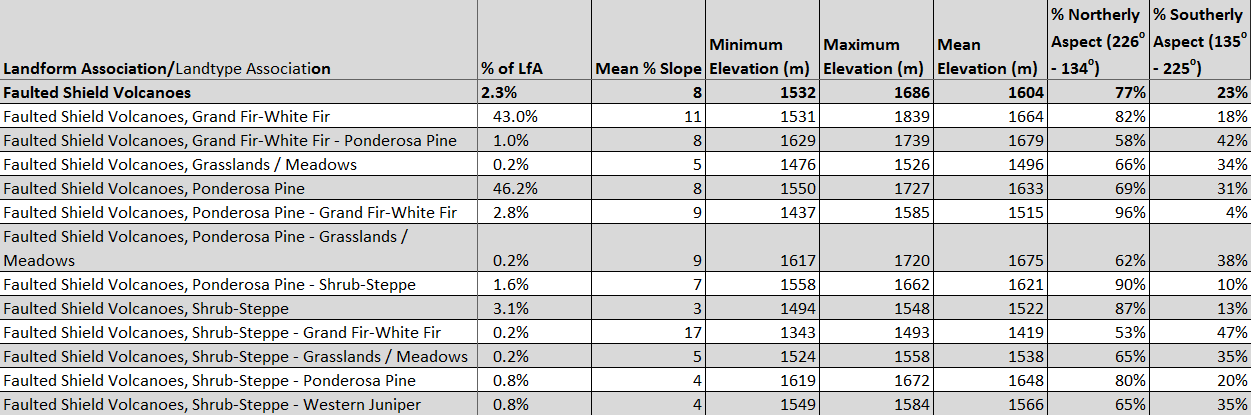 Landform Association/Landtype Association % of LfA Mean % Slope Minimum Elevation (m) Maximum Elevation (m) Mean Elevation (m) % Northerly Aspect (226⁰ - 134⁰) % Southerly Aspect (135⁰ - 225⁰)
Faulted Shield Volcanoes 2.3% 8 1532 1686 1604 77% 23%
Faulted Shield Volcanoes, Grand Fir-White Fir 43.0% 11 1531 1839 1664 82% 18%
Faulted Shield Volcanoes, Grand Fir-White Fir - Ponderosa Pine 1.0% 8 1629 1739 1679 58% 42%
Faulted Shield Volcanoes, Grasslands / Meadows 0.2% 5 1476 1526 1496 66% 34%
Faulted Shield Volcanoes, Ponderosa Pine 46.2% 8 1550 1727 1633 69% 31%
Faulted Shield Volcanoes, Ponderosa Pine - Grand Fir-White Fir 2.8% 9 1437 1585 1515 96% 4%
Faulted Shield Volcanoes, Ponderosa Pine - Grasslands /
Meadows 0.2% 9 1617 1720 1675 62% 38%
Faulted Shield Volcanoes, Ponderosa Pine - Shrub-Steppe 1.6% 7 1558 1662 1621 90% 10%
Faulted Shield Volcanoes, Shrub-Steppe 3.1% 3 1494 1548 1522 87% 13%
Faulted Shield Volcanoes, Shrub-Steppe - Grand Fir-White Fir 0.2% 17 1343 1493 1419 53% 47%
Faulted Shield Volcanoes, Shrub-Steppe - Grasslands / Meadows 0.2% 5 1524 1558 1538 65% 35%
Faulted Shield Volcanoes, Shrub-Steppe - Ponderosa Pine 0.8% 4 1619 1672 1648 80% 20%
Faulted Shield Volcanoes, Shrub-Steppe - Western Juniper 0.8% 4 1549 1584 1566 65% 35%